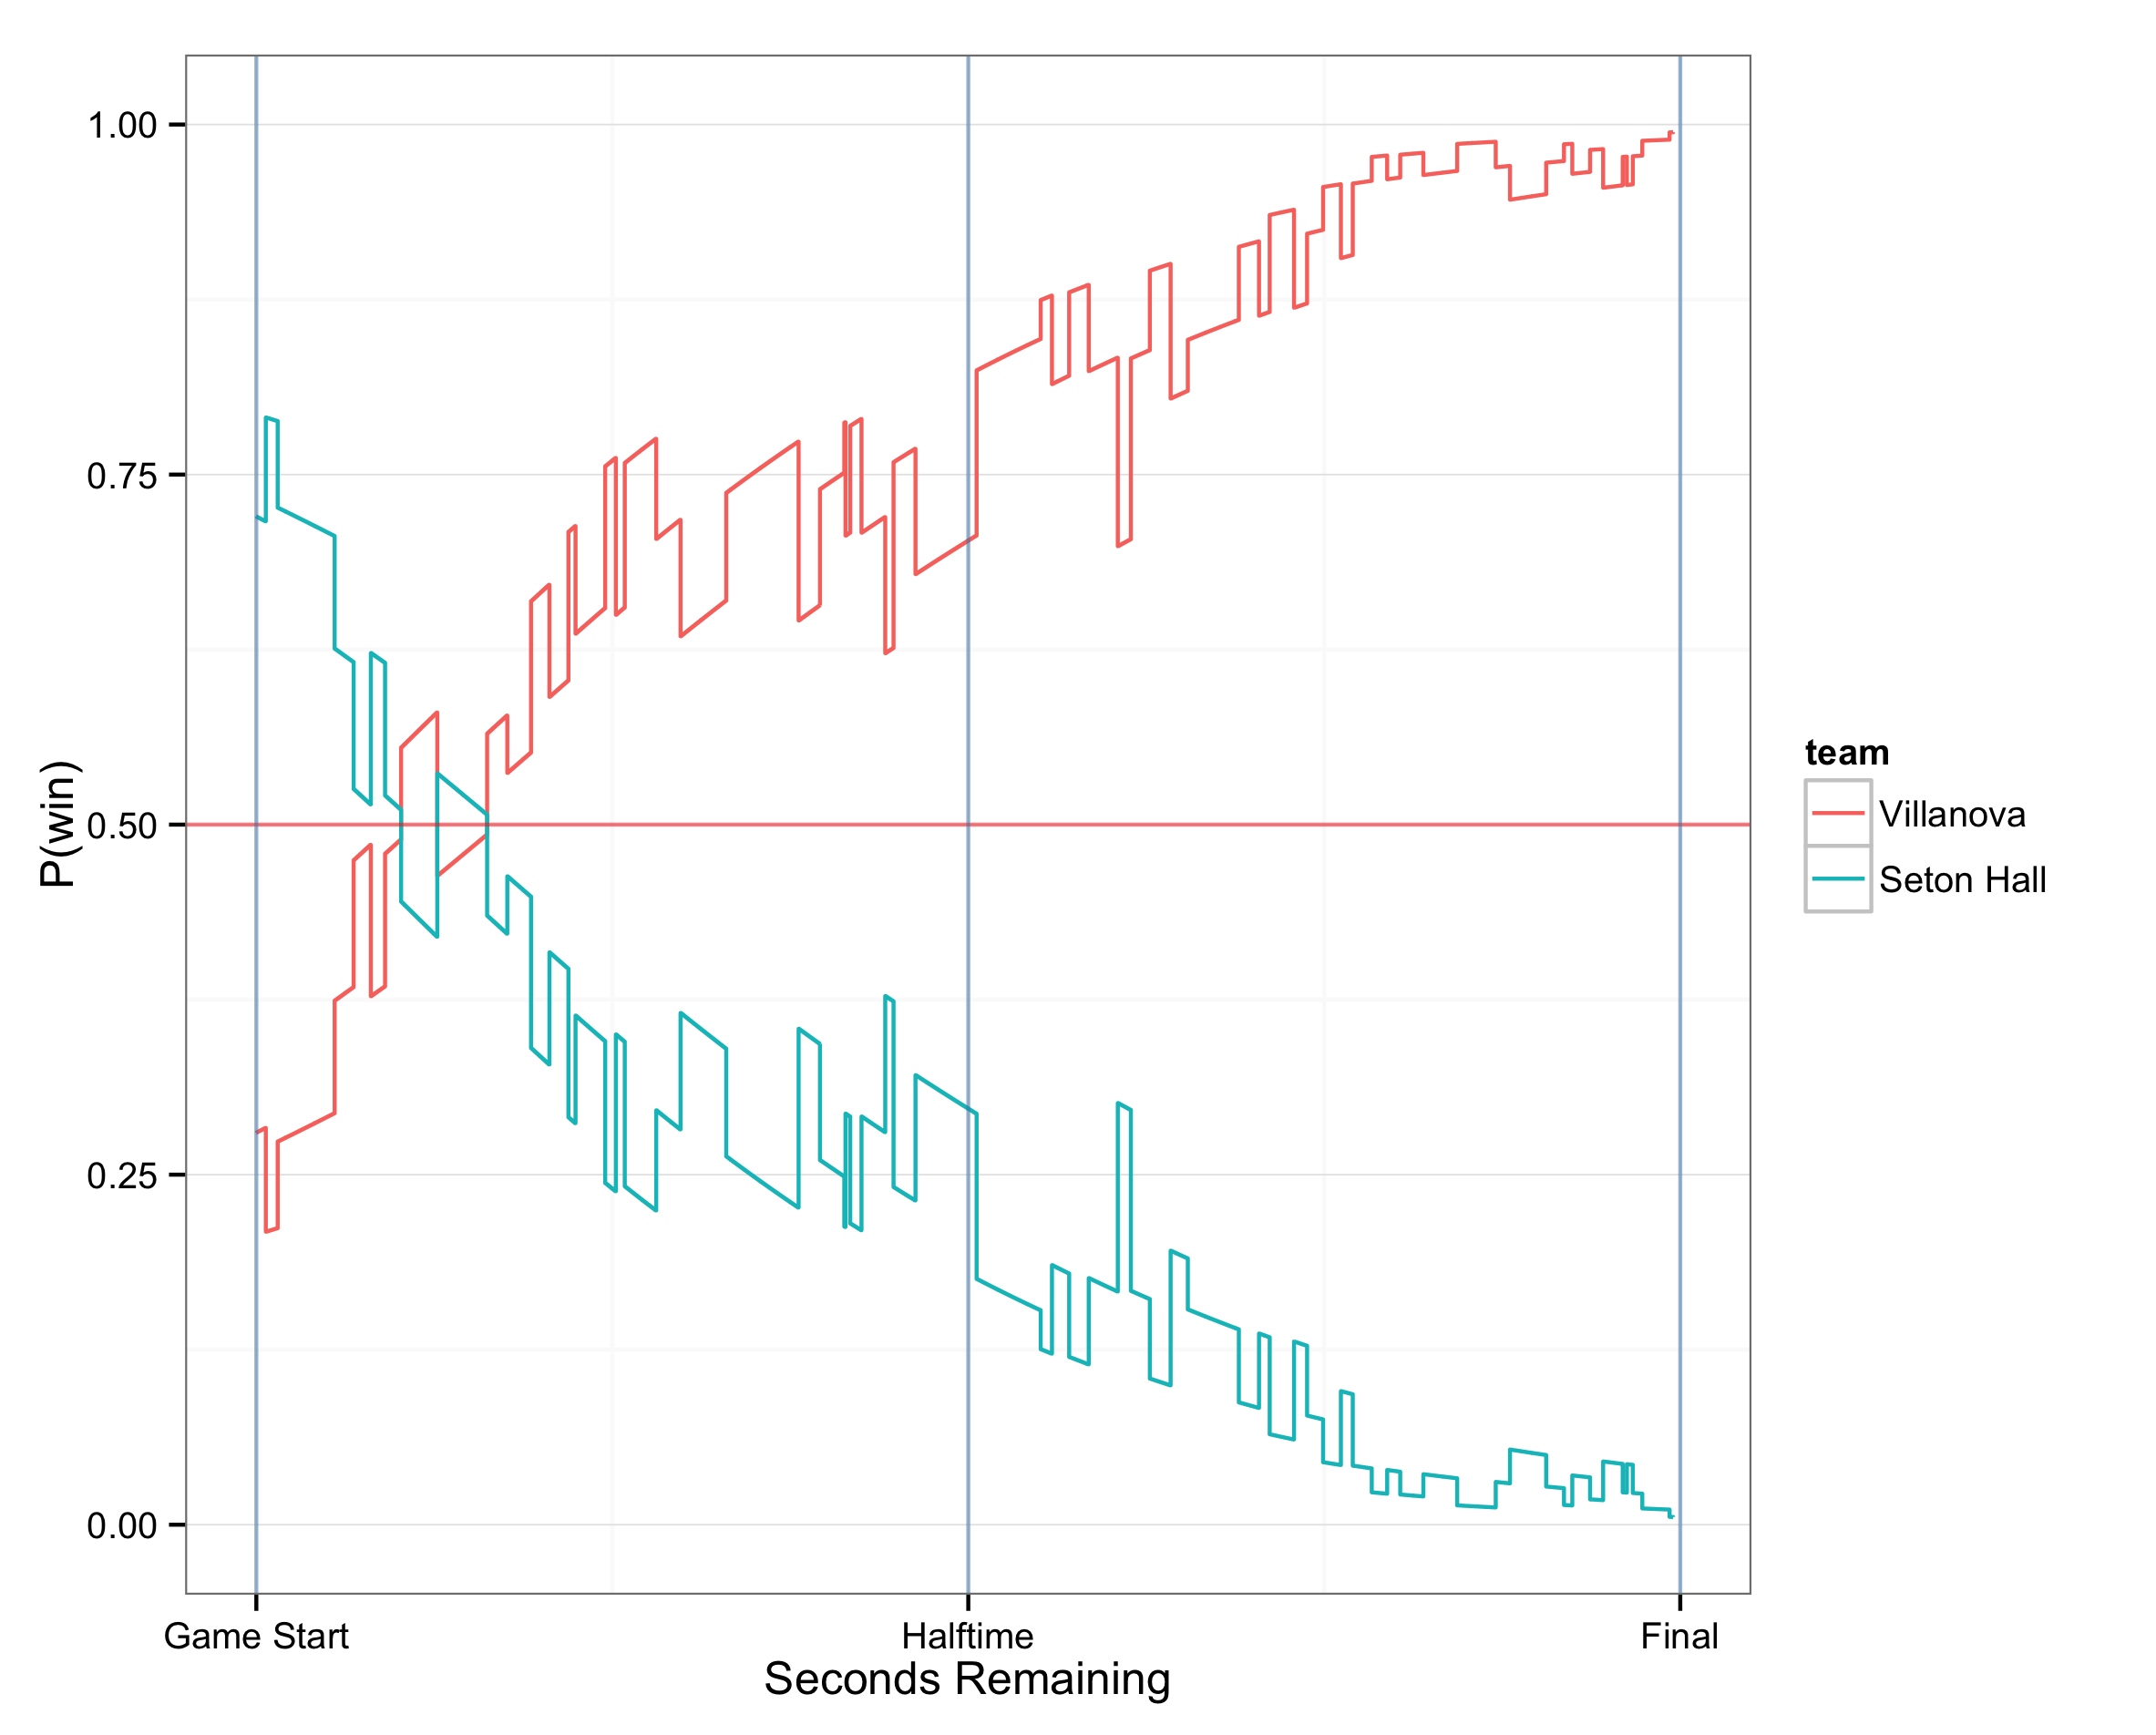 P(win)
1.00
0.75
0.50
0.25
0.00
Game Start
Halftime
Final
Seconds Remaining
team
Villanova
Seton Hall